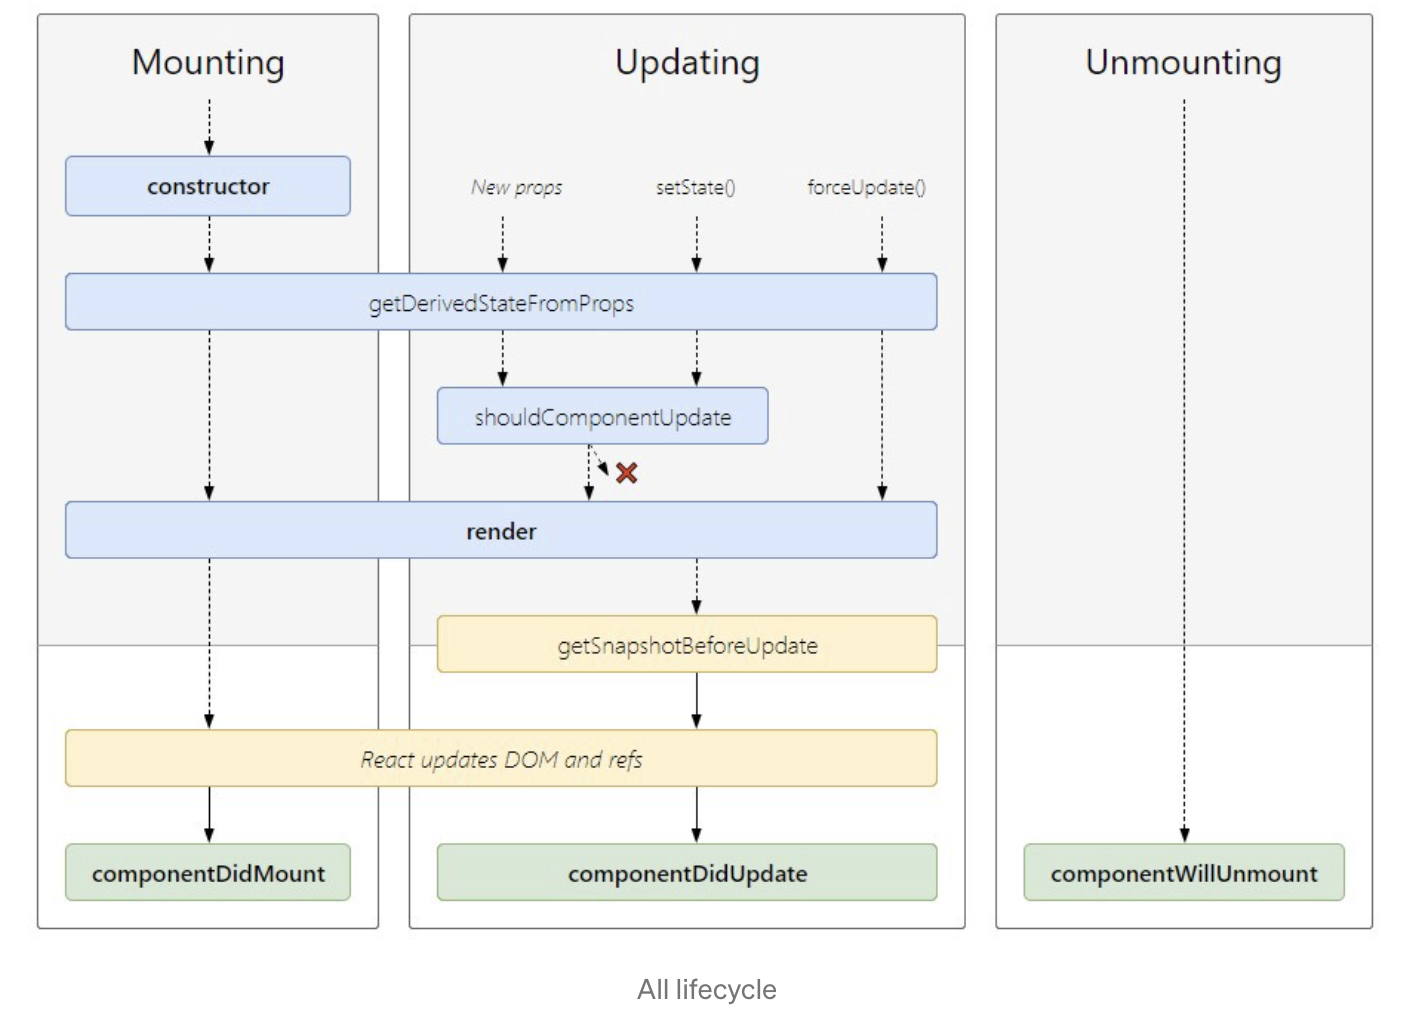 Mounting
Updating
Unmounting
constructor
New props
setState()
forceUpdate()
getDerivedStateFromProps
shouldComponentUpdate
render
getSnapshotBeforeUpdate
React updates DOM and refs
componentDidMount
componentDidUpdate
componentWillUnmount
All lifecycle